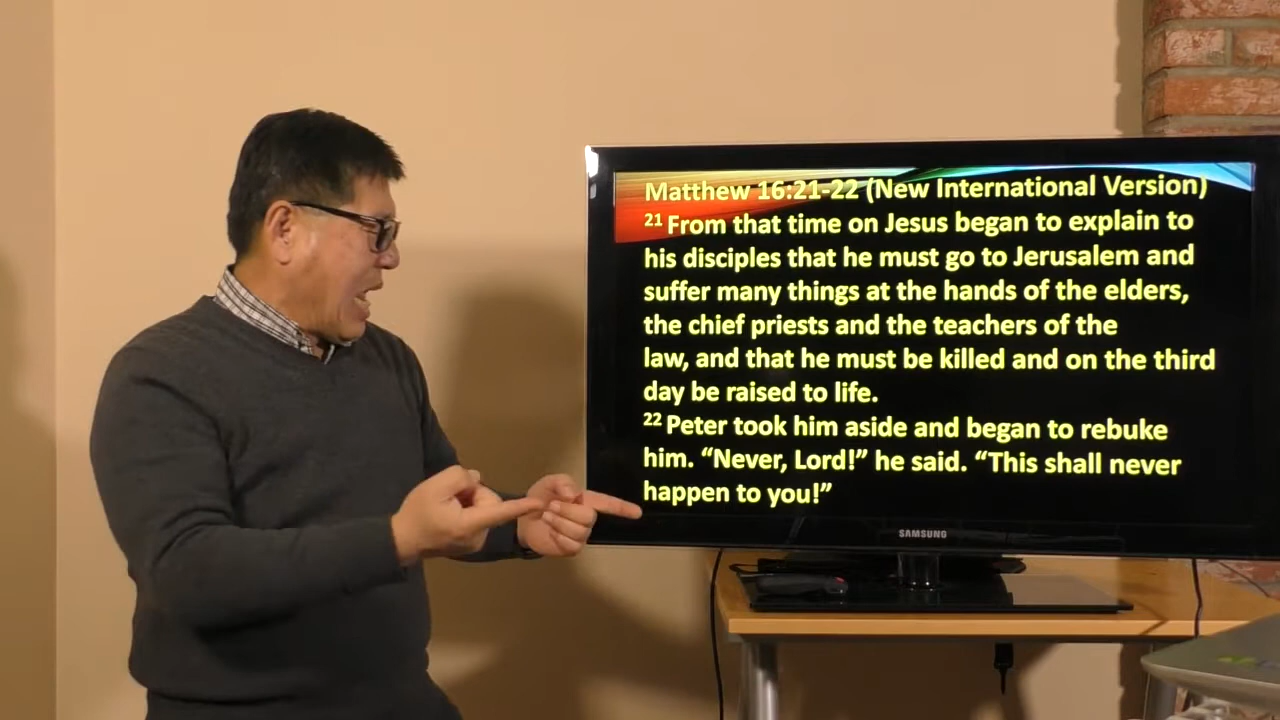 Matthew 16:21-22 (New International Version)
21 From that time on Jesus began to explain to
his disciples that he must go to Jerusalem and
suffer many things at the hands of the elders,
the chief priests and the teachers of the
law, and that he must be killed and on the third
day be raised to life.
22 Peter took him aside and began to rebuke
him. “Never, Lord!” he said. “This shall never
happen to you!”
SAMSUNG